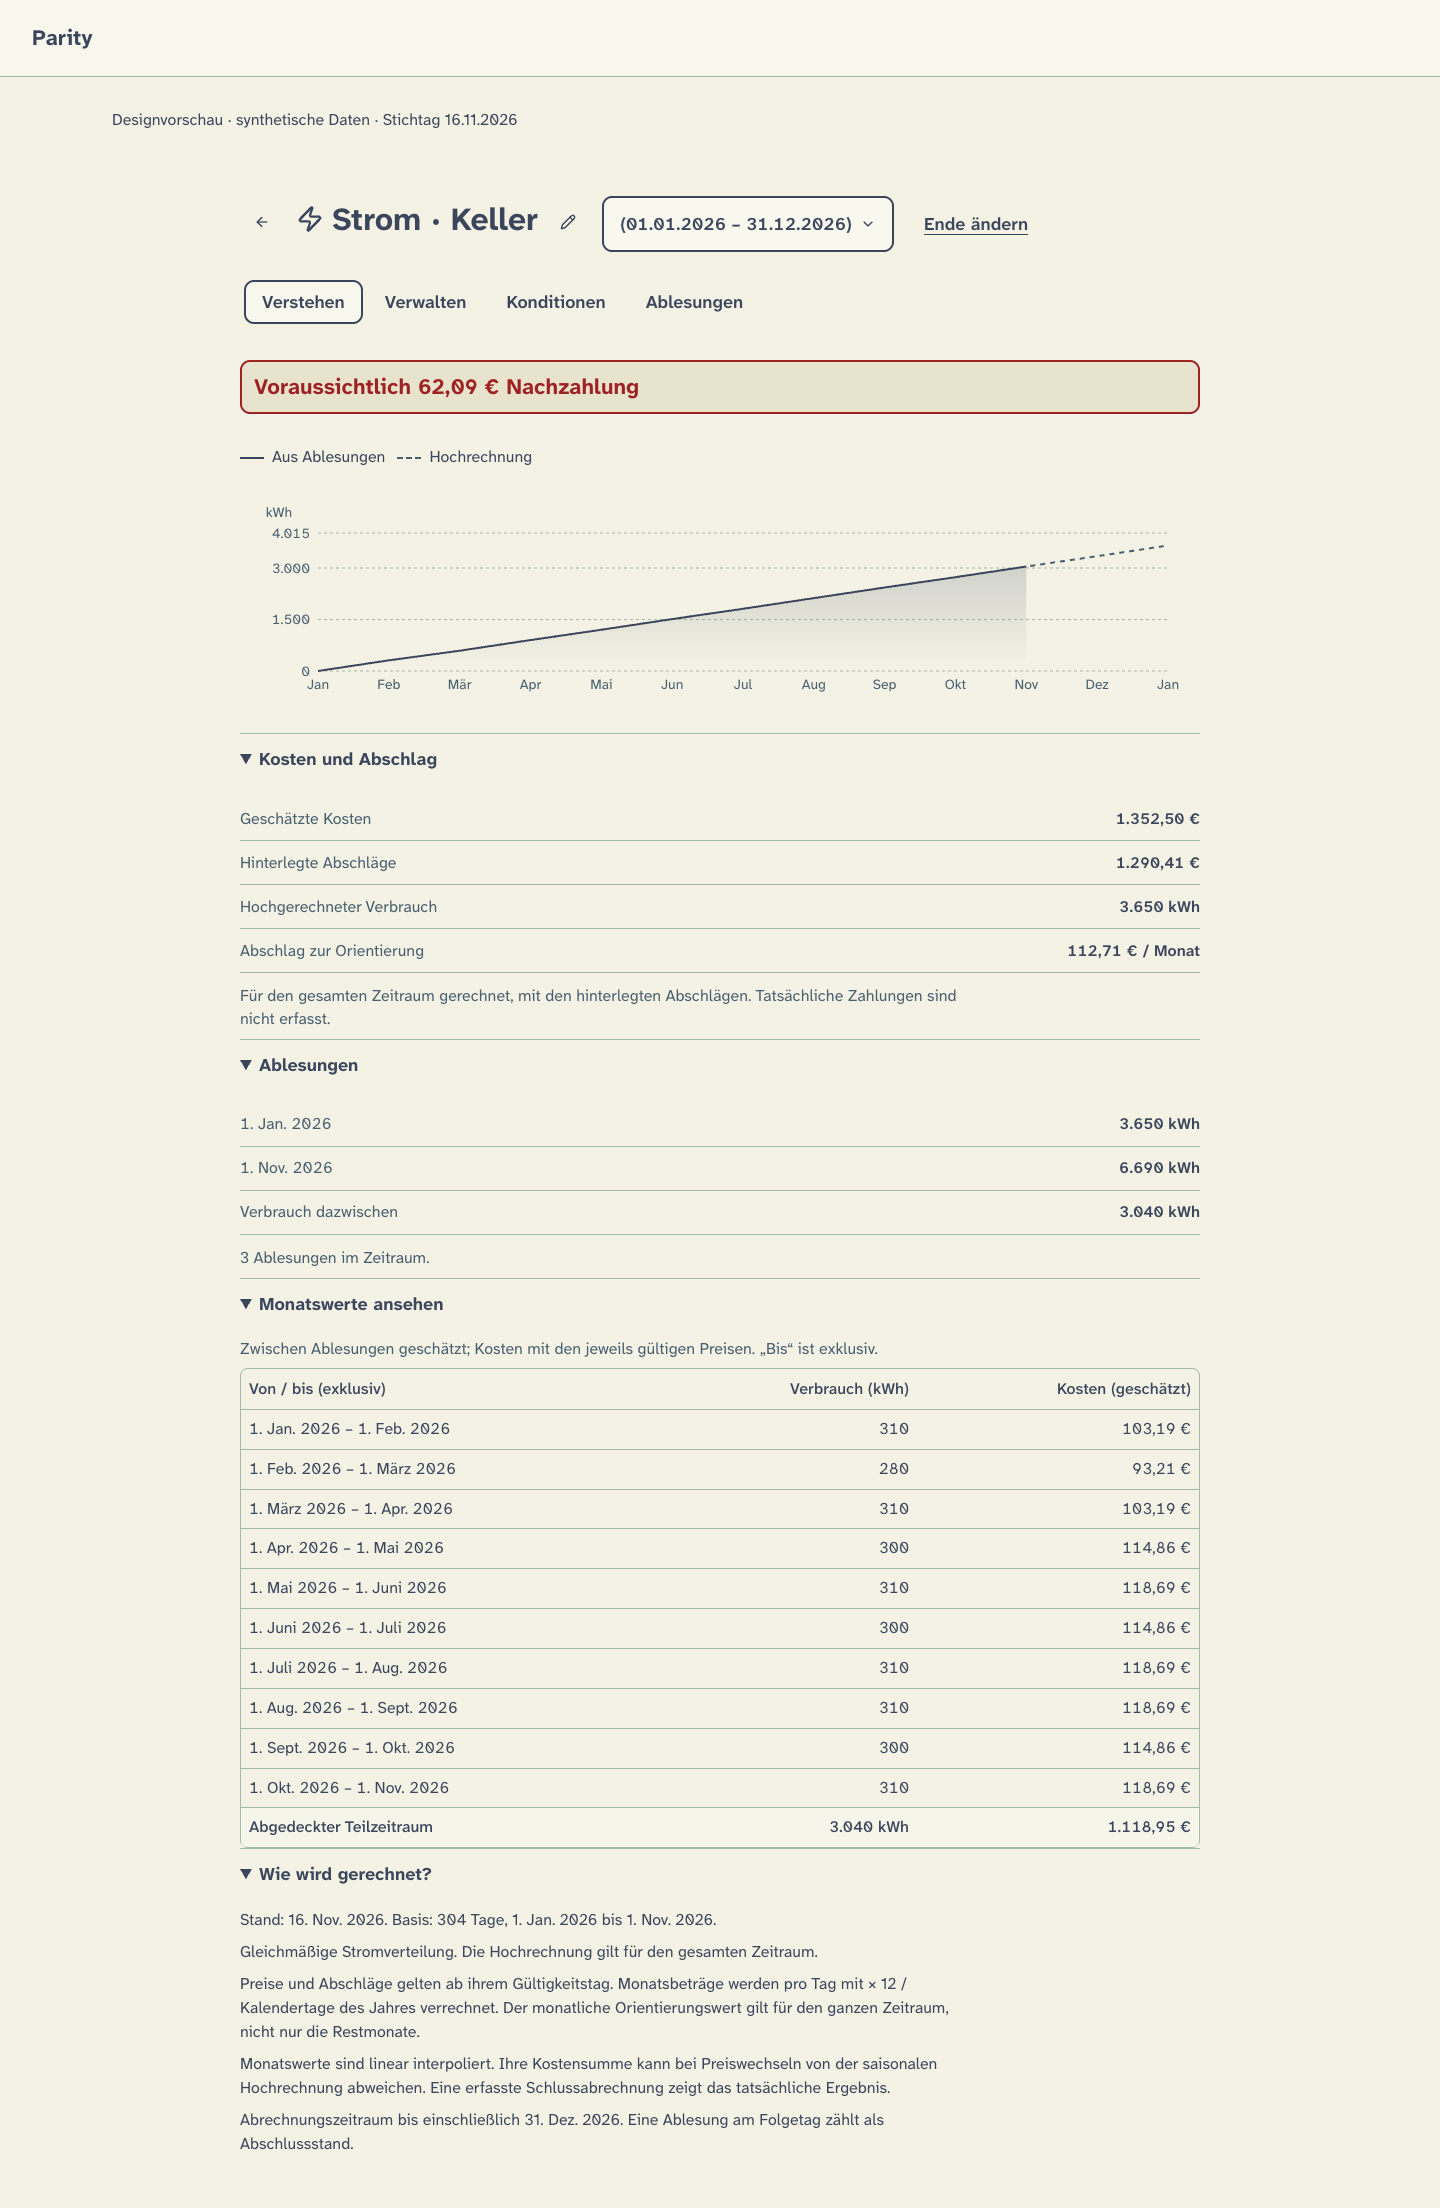 Parity
Designvorschau · synthetische Daten · Stichtag 16.11.2026
Strom · Keller
(01.01.2026 – 31.12.2026)
Ende ändern
Verstehen
Verwalten
Konditionen
Ablesungen
Voraussichtlich 62,09 € Nachzahlung
Aus Ablesungen
Hochrechnung
kWh
4.015
3.000
1.500
0
Jan Feb Mär Apr Mai Jun Jul Aug Sep Okt Nov Dez Jan
Kosten und Abschlag
Geschätzte Kosten 1.352,50 €
Hinterlegte Abschläge 1.290,41 €
Hochgerechneter Verbrauch 3.650 kWh
Abschlag zur Orientierung 112,71 € / Monat
Für den gesamten Zeitraum gerechnet, mit den hinterlegten Abschlägen. Tatsächliche Zahlungen sind
nicht erfasst.
Ablesungen
1. Jan. 2026 3.650 kWh
1. Nov. 2026 6.690 kWh
Verbrauch dazwischen 3.040 kWh
3 Ablesungen im Zeitraum.
Monatswerte ansehen
Zwischen Ablesungen geschätzt; Kosten mit den jeweils gültigen Preisen. „Bis“ ist exklusiv.
Von / bis (exklusiv) Verbrauch (kWh) Kosten (geschätzt)
1. Jan. 2026 – 1. Feb. 2026 310 103,19 €
1. Feb. 2026 – 1. März 2026 280 93,21 €
1. März 2026 – 1. Apr. 2026 310 103,19 €
1. Apr. 2026 – 1. Mai 2026 300 114,86 €
1. Mai 2026 – 1. Juni 2026 310 118,69 €
1. Juni 2026 – 1. Juli 2026 300 114,86 €
1. Juli 2026 – 1. Aug. 2026 310 118,69 €
1. Aug. 2026 – 1. Sept. 2026 310 118,69 €
1. Sept. 2026 – 1. Okt. 2026 300 114,86 €
1. Okt. 2026 – 1. Nov. 2026 310 118,69 €
Abgedeckter Teilzeitraum 3.040 kWh 1.118,95 €
Wie wird gerechnet?
Stand: 16. Nov. 2026. Basis: 304 Tage, 1. Jan. 2026 bis 1. Nov. 2026.
Gleichmäßige Stromverteilung. Die Hochrechnung gilt für den gesamten Zeitraum.
Preise und Abschläge gelten ab ihrem Gültigkeitstag. Monatsbeträge werden pro Tag mit × 12 /
Kalendertage des Jahres verrechnet. Der monatliche Orientierungswert gilt für den ganzen Zeitraum,
nicht nur die Restmonate.
Monatswerte sind linear interpoliert. Ihre Kostensumme kann bei Preiswechseln von der saisonalen
Hochrechnung abweichen. Eine erfasste Schlussabrechnung zeigt das tatsächliche Ergebnis.
Abrechnungszeitraum bis einschließlich 31. Dez. 2026. Eine Ablesung am Folgetag zählt als
Abschlussstand.